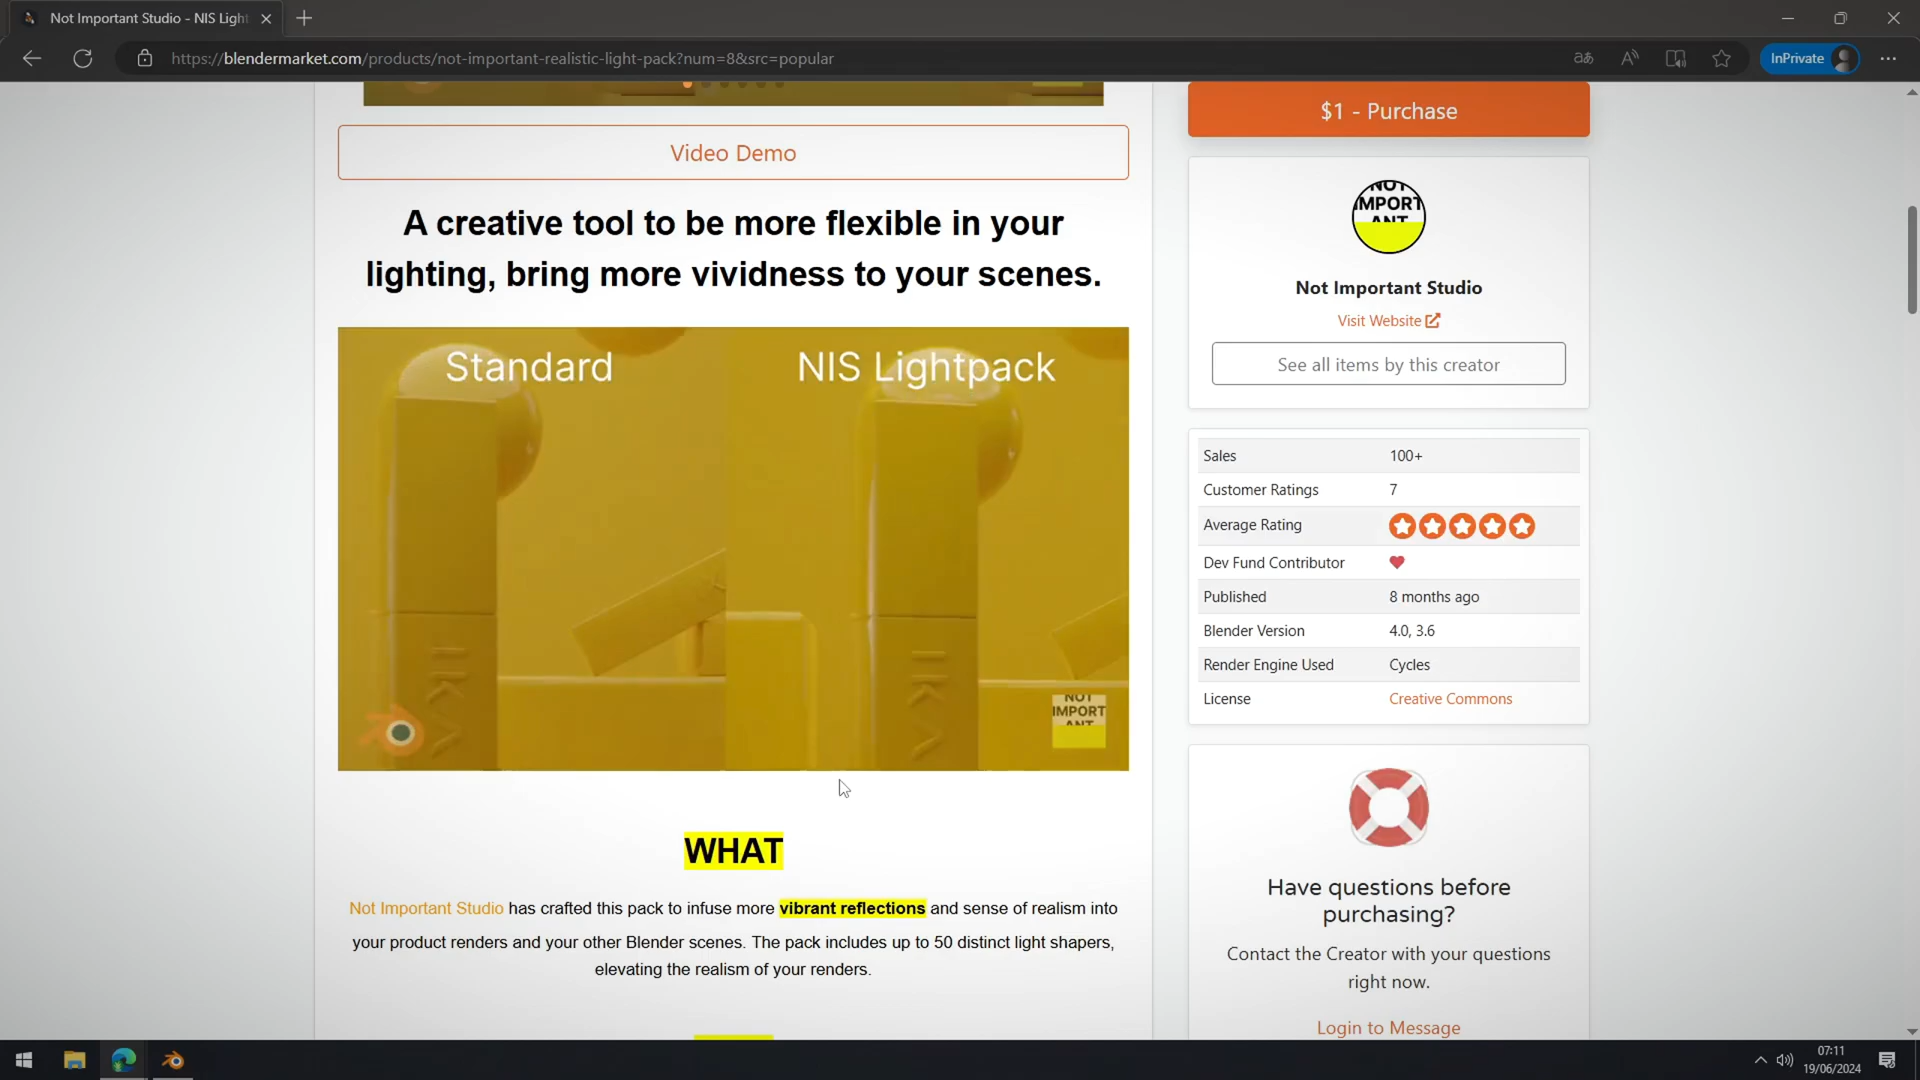 Not Important Studio - NIS Light
https://blendermarket.com/products/not-important-realistic-light-pack?num=8&src=popular
InPrivate
$1 - Purchase
Video Demo
A creative tool to be more flexible in your
lighting, bring more vividness to your scenes.
Standard
NIS Lightpack
NOT
IMPORT
ANT
WHAT
Not Important Studio has crafted this pack to infuse more vibrant reflections and sense of realism into
your product renders and your other Blender scenes. The pack includes up to 50 distinct light shapers,
elevating the realism of your renders.
NOT
IMPORT
ANT
Not Important Studio
Visit Website
See all items by this creator
Sales 100+
Customer Ratings 7
Average Rating
Dev Fund Contributor
Published 8 months ago
Blender Version 4.0, 3.6
Render Engine Used Cycles
License Creative Commons
Have questions before
purchasing?
Contact the Creator with your questions
right now.
Login to Message
07:11
19/06/2024